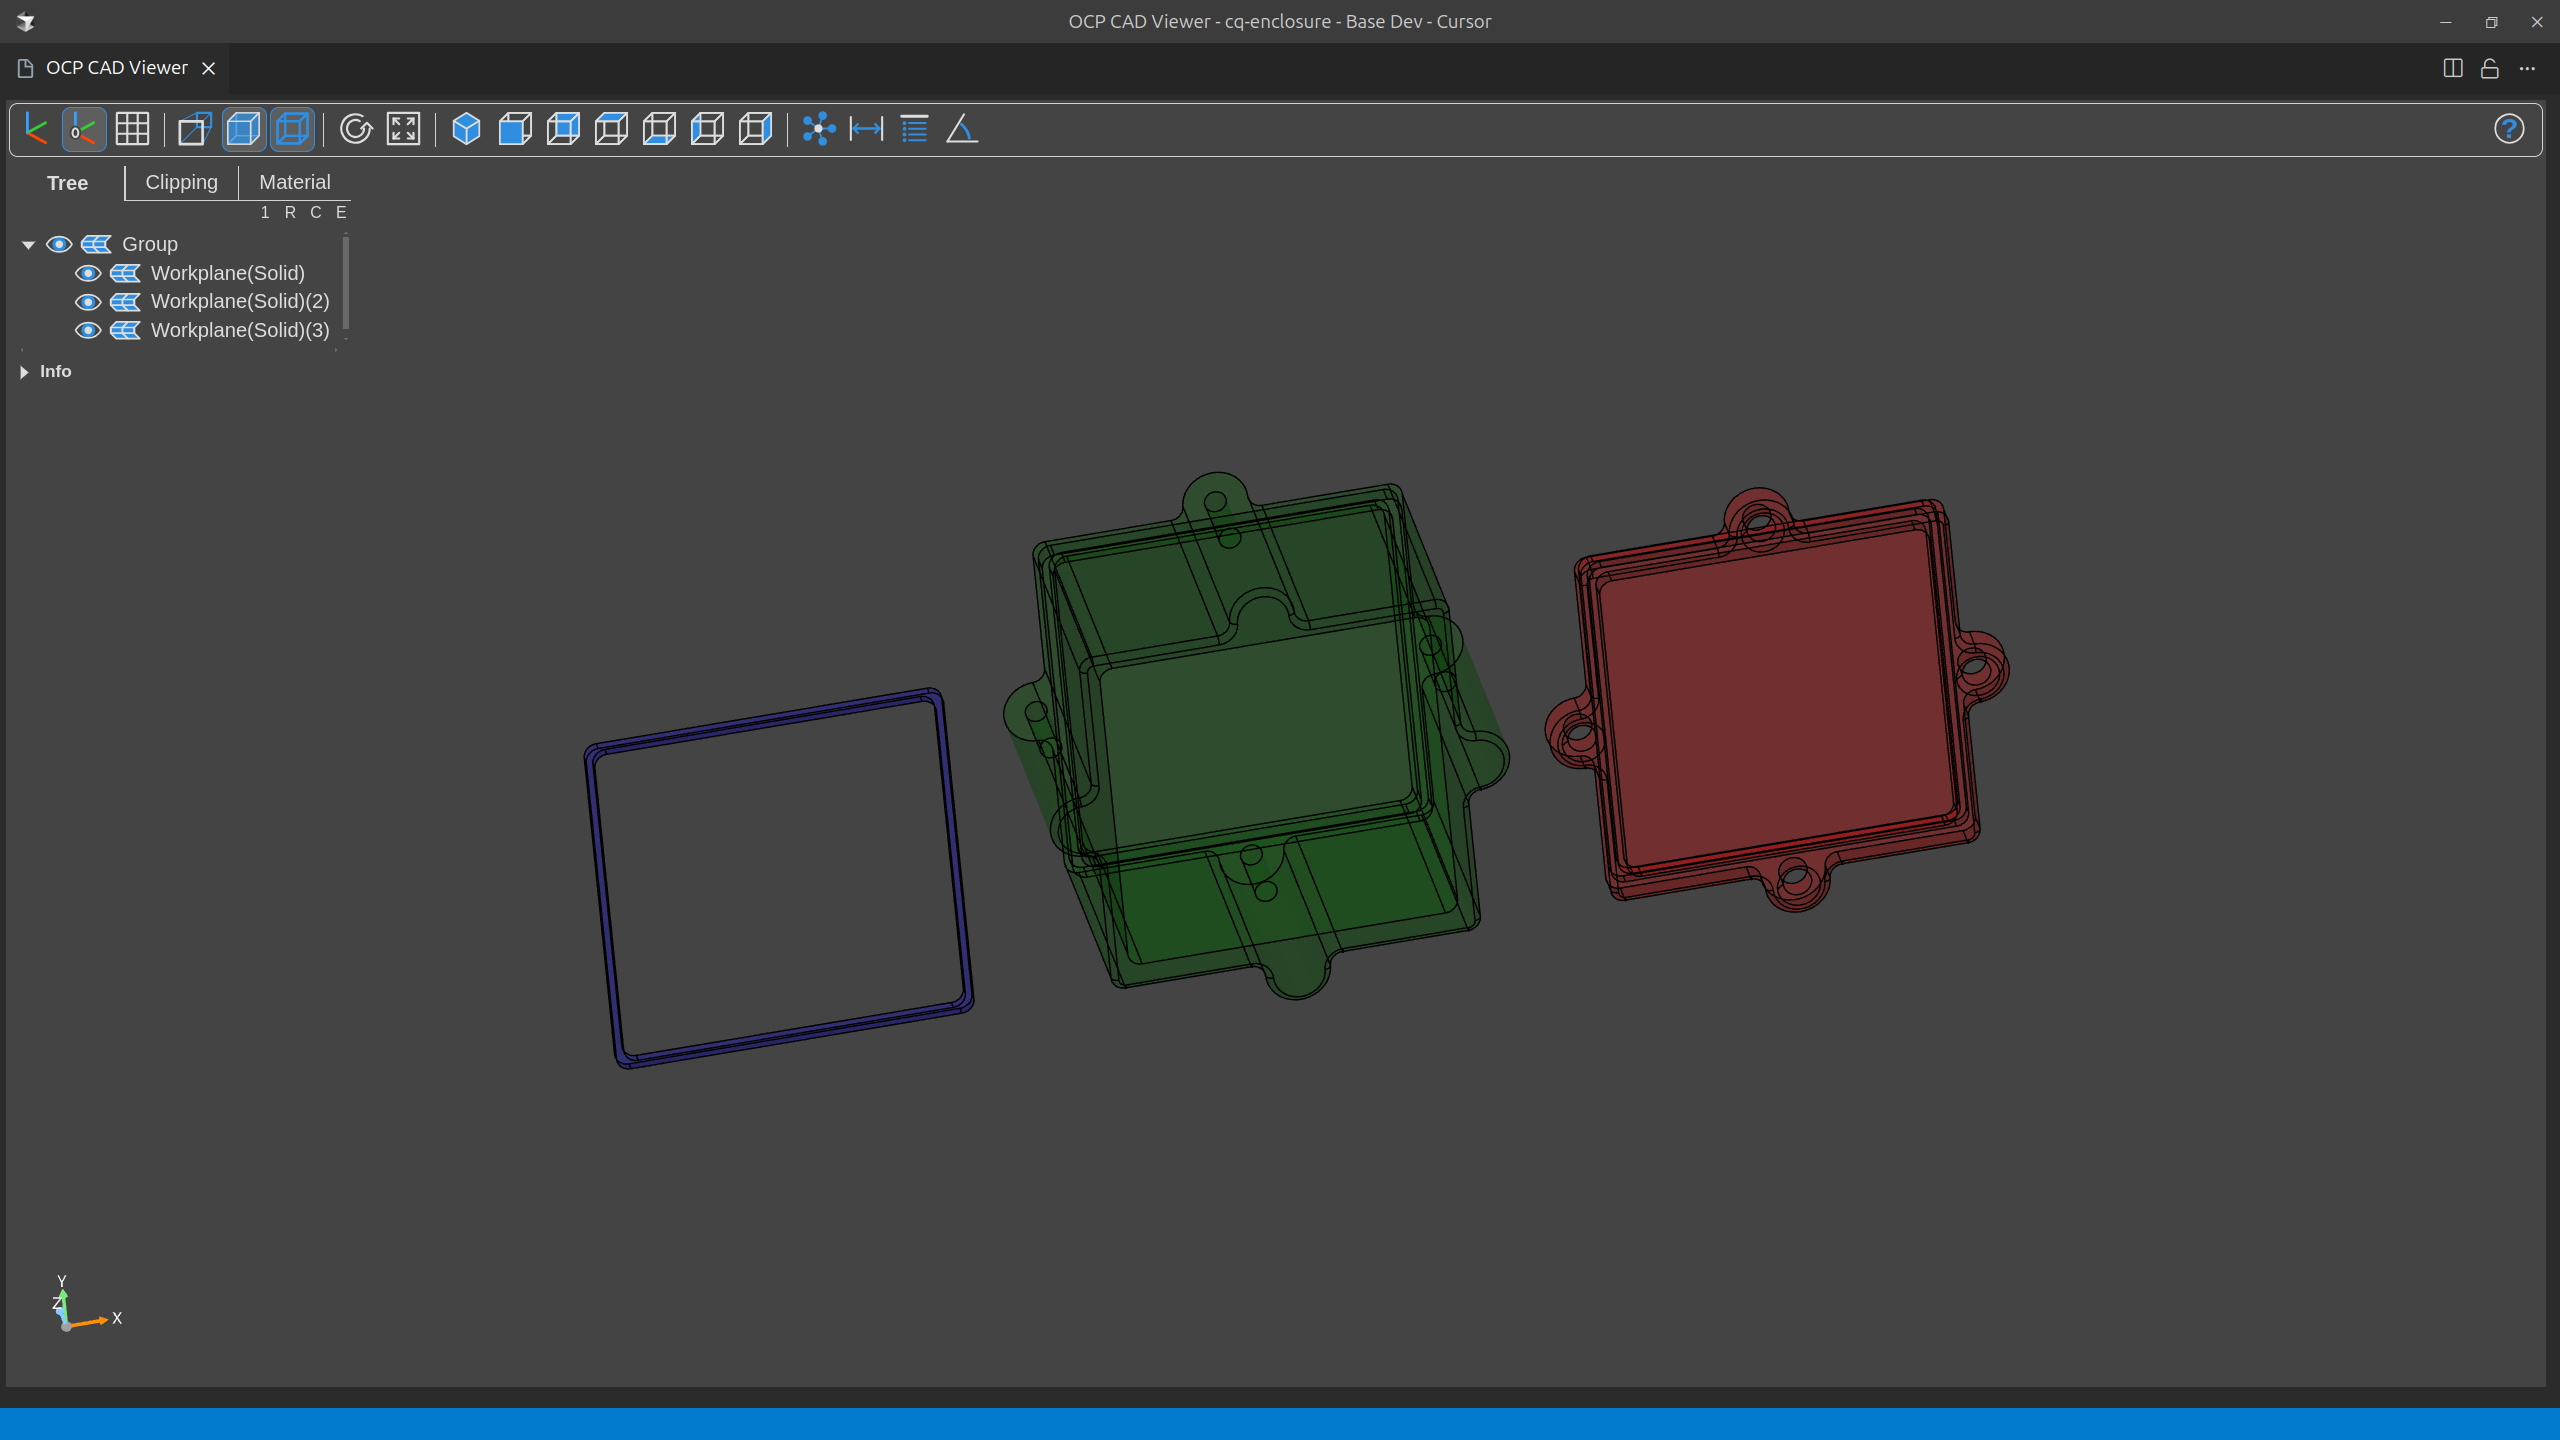 OCP CAD Viewer - cq-enclosure - Base Dev - Cursor
OCP CAD Viewer
0
?
Tree Clipping Material
1 R C E
Group
Workplane(Solid)
Workplane(Solid)(2)
Workplane(Solid)(3)
Info
Y
Z
X